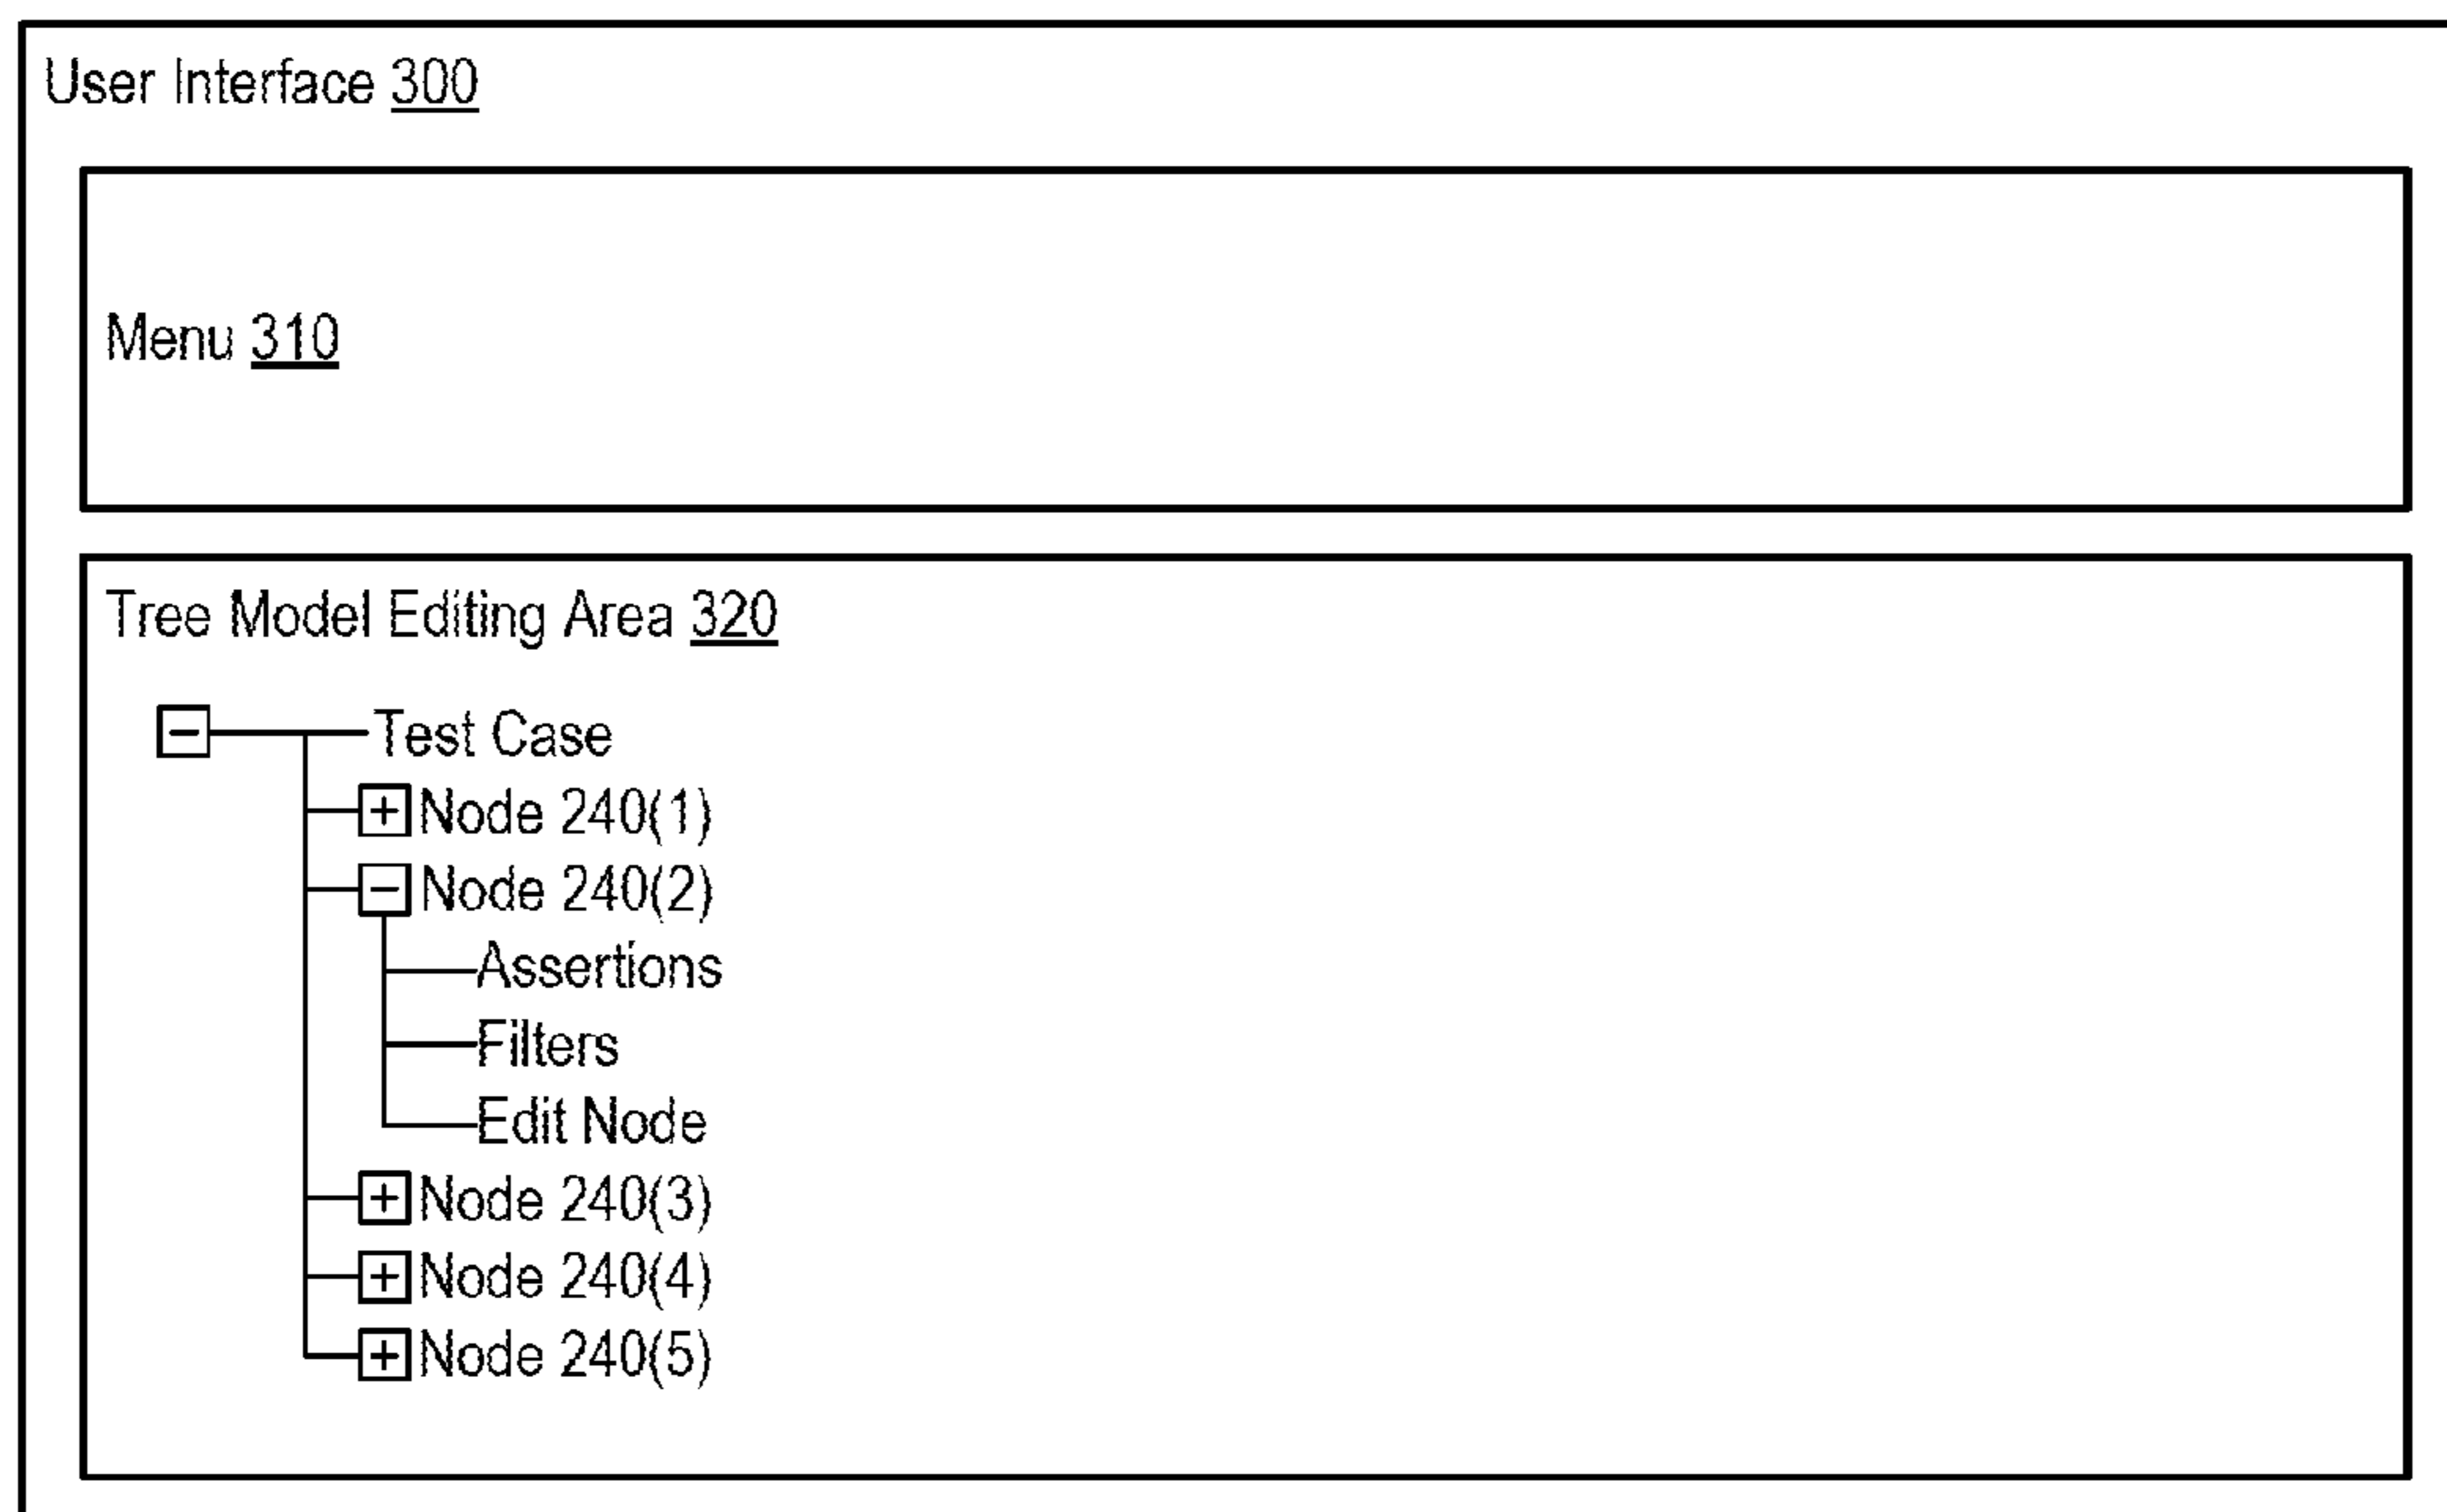 User Interface 300
Menu 310
Tree Model Editing Area 320
Test Case
Node 240(1)
Node 240(2)
Assertions
Filters
Edit Node
Node 240(3)
Node 240(4)
Node 240(5)